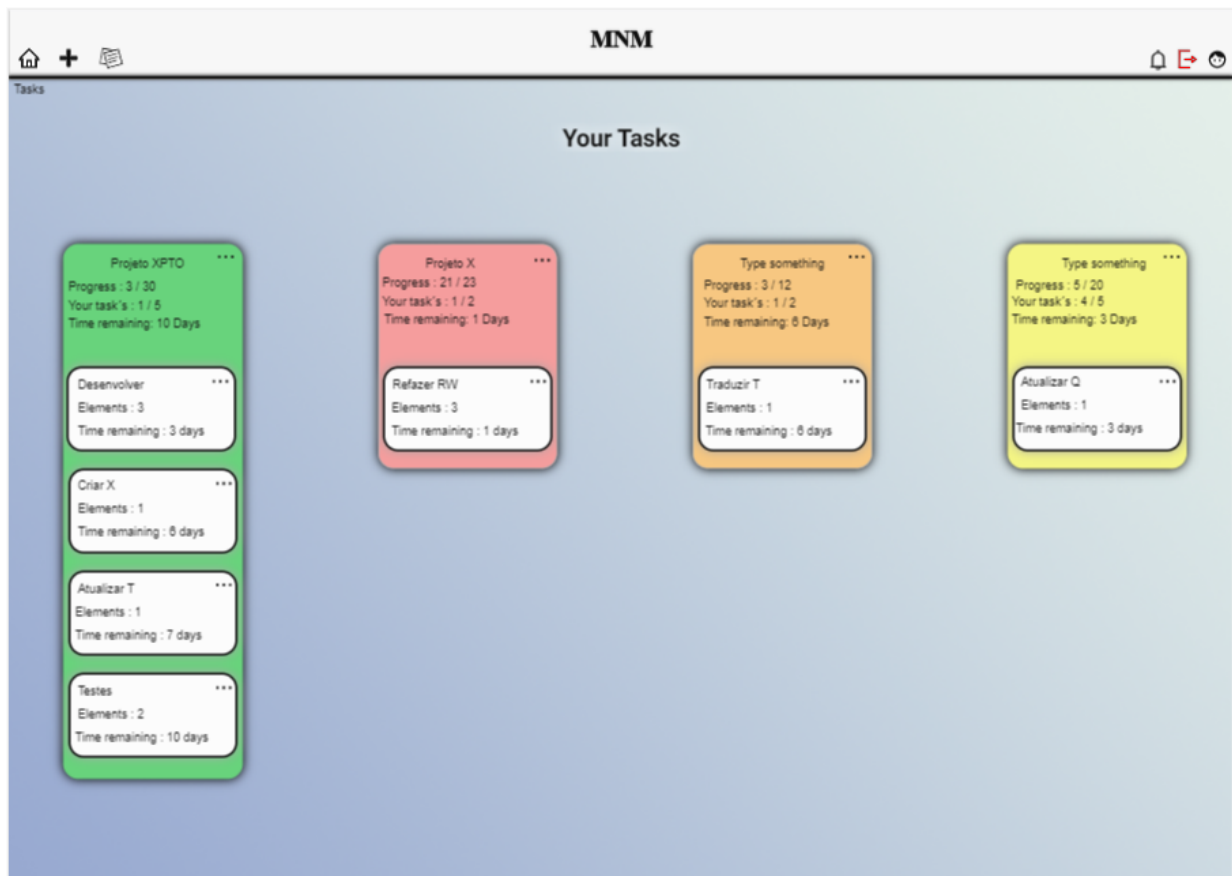 MNM
Tasks
Your Tasks
Projeto XPTO
Progress : 3 / 30
Your task's : 1 / 5
Time remaining: 10 Days
Desenvolver
Elements : 3
Time remaining : 3 days
Criar X
Elements : 1
Time remaining : 6 days
Atualizar T
Elements : 1
Time remaining : 7 days
Testes
Elements : 2
Time remaining : 10 days
Projeto X
Progress : 21 / 23
Your task's : 1 / 2
Time remaining: 1 Days
Refazer RW
Elements : 3
Time remaining : 1 days
Type something
Progress : 3 / 12
Your task's : 1 / 2
Time remaining: 6 Days
Traduzir T
Elements : 1
Time remaining : 6 days
Type something
Progress : 5 / 20
Your task's : 4 / 5
Time remaining: 3 Days
Atualizar Q
Elements : 1
Time remaining : 3 days